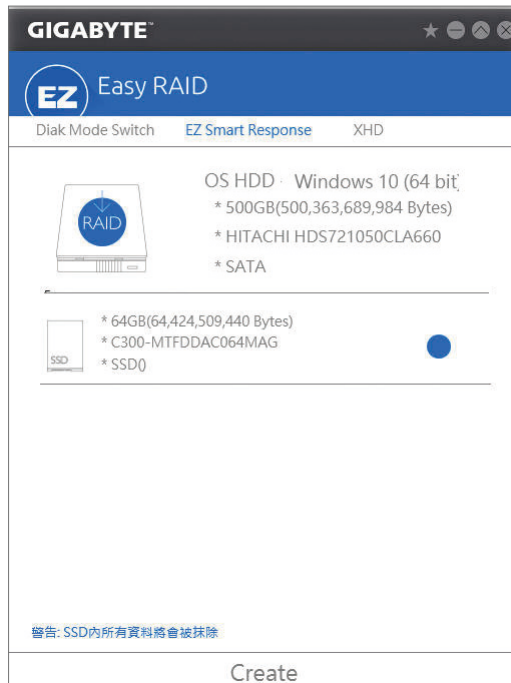 GIGABYTE™
EZ Easy RAID
Diak Mode Switch EZ Smart Response XHD
RAID
OS HDD · Windows 10 (64 bit)
* 500GB(500,363,689,984 Bytes)
* HITACHI HDS721050CLA660
* SATA
SSD
* 64GB(64,424,509,440 Bytes)
* C300-MTFDDAC064MAG
* SSD()
警告: SSD內所有資料將會被抹除
Create